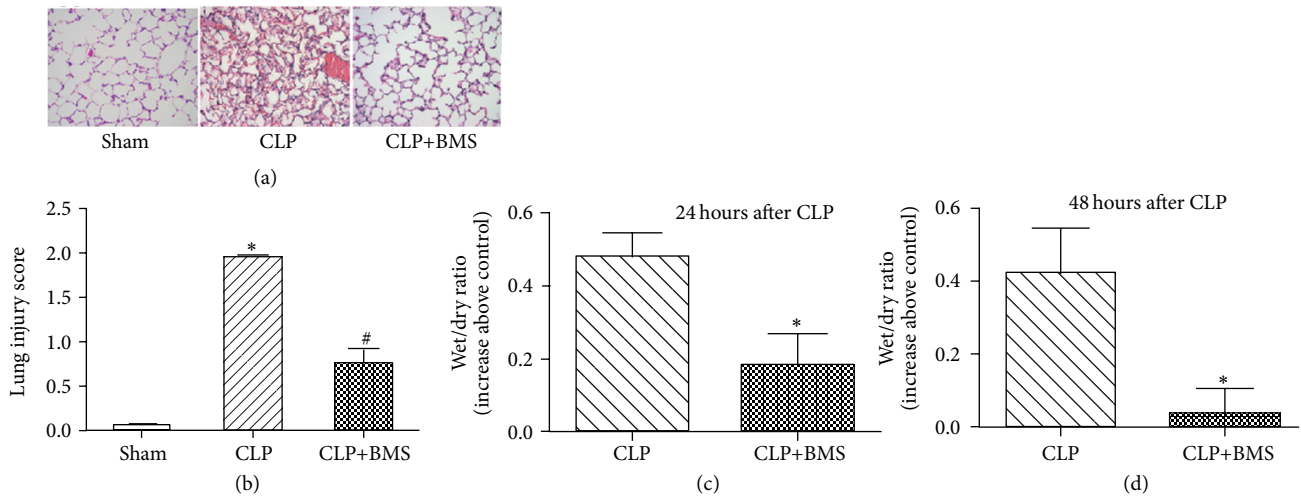 Sham CLP CLP+BMS
(a)
2.5
2.0
1.5
1.0
0.5
0.0
Lung injury score
*
#
Sham CLP CLP+BMS
(b)
0.6
0.4
0.2
0.0
Wet/dry ratio
(increase above control)
24 hours after CLP
*
CLP CLP+BMS
(c)
0.6
0.4
0.2
0.0
Wet/dry ratio
(increase above control)
48 hours after CLP
*
CLP CLP+BMS
(d)